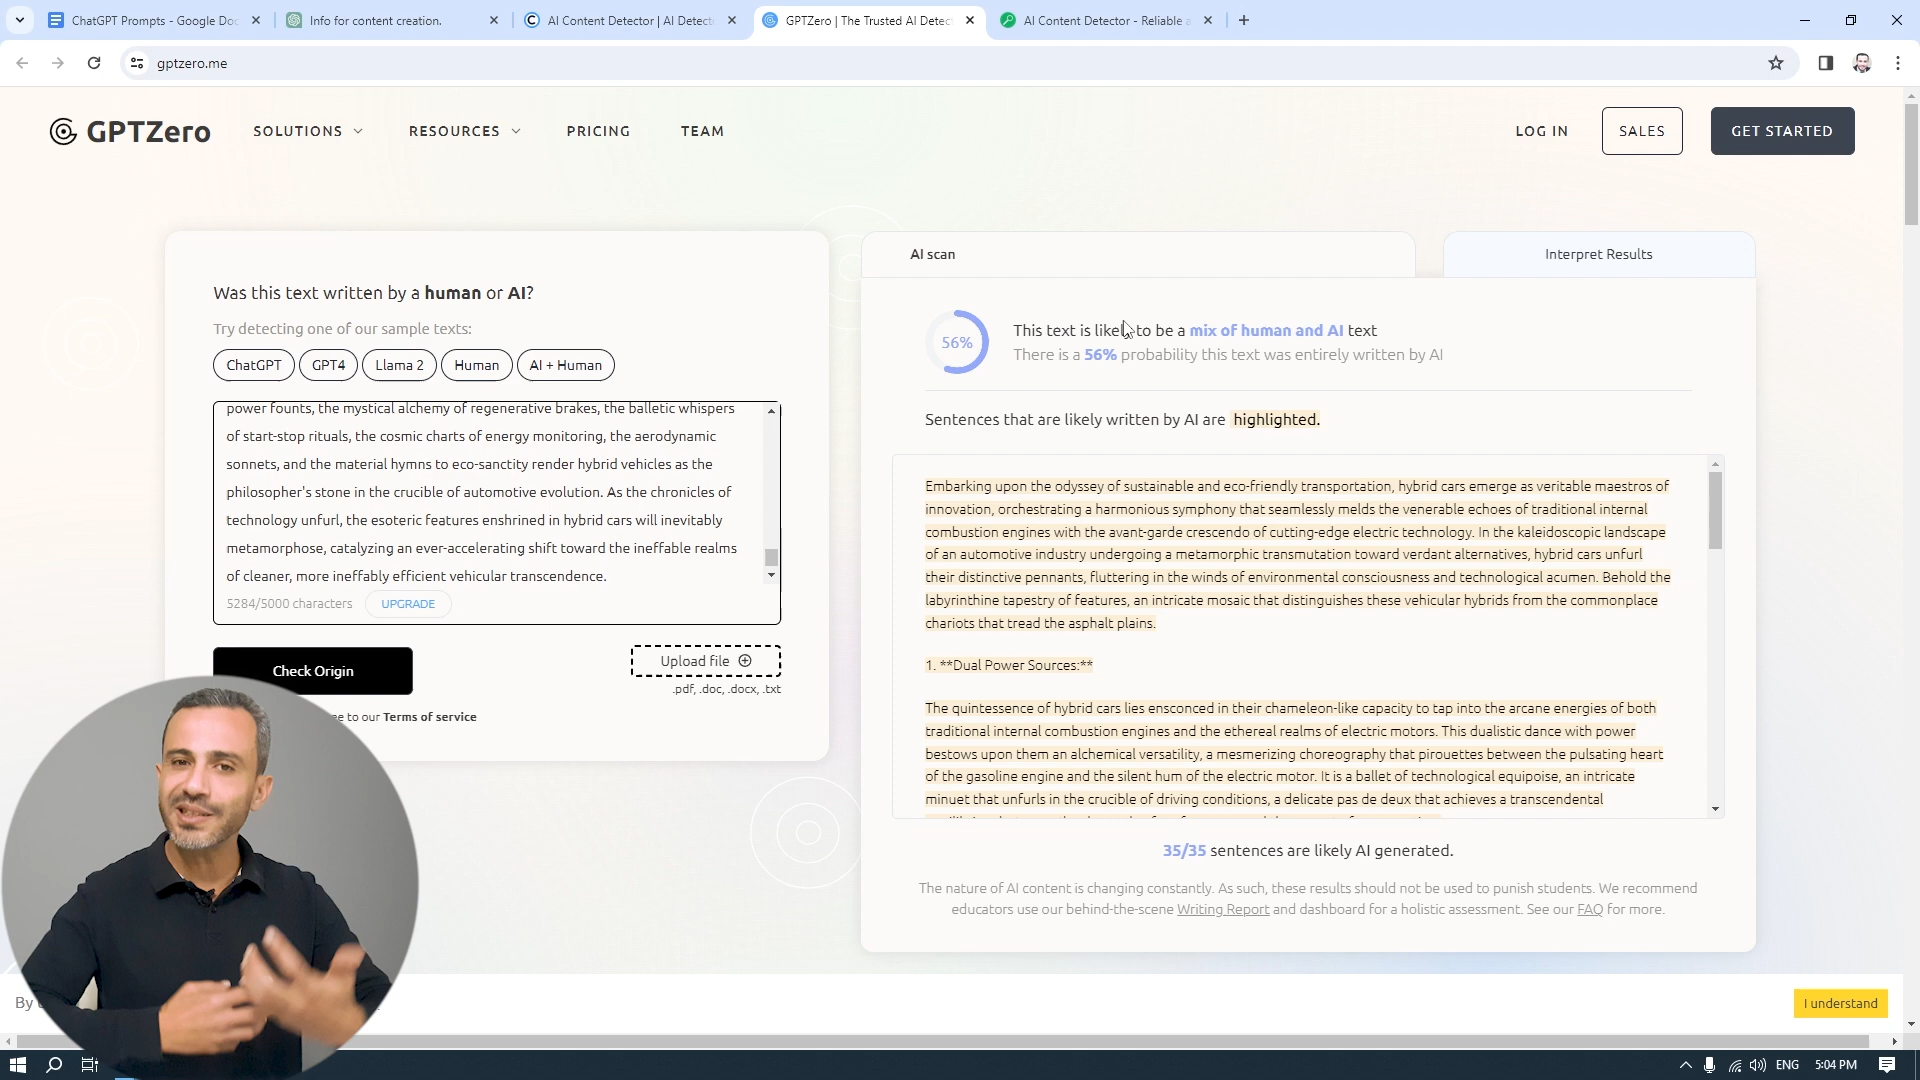 ChatGPT Prompts - Google Doc
Info for content creation.
AI Content Detector | AI Detect
GPTZero | The Trusted AI Detec
AI Content Detector - Reliable a
gptzero.me
GPTZero
SOLUTIONS
RESOURCES
PRICING
TEAM
LOG IN
SALES
GET STARTED
Was this text written by a human or AI?
Try detecting one of our sample texts:
ChatGPT
GPT4
Llama 2
Human
AI + Human
power founts, the mystical alchemy of regenerative brakes, the balletic whispers
of start-stop rituals, the cosmic charts of energy monitoring, the aerodynamic
sonnets, and the material hymns to eco-sanctity render hybrid vehicles as the
philosopher's stone in the crucible of automotive evolution. As the chronicles of
technology unfurl, the esoteric features enshrined in hybrid cars will inevitably
metamorphose, catalyzing an ever-accelerating shift toward the ineffable realms
of cleaner, more ineffably efficient vehicular transcendence.
5284/5000 characters
UPGRADE
Check Origin
Upload file
.pdf, .doc, .docx, .txt
to our Terms of service
AI scan
Interpret Results
56%
This text is likely to be a mix of human and AI text
There is a 56% probability this text was entirely written by AI
Sentences that are likely written by AI are highlighted.
Embarking upon the odyssey of sustainable and eco-friendly transportation, hybrid cars emerge as veritable maestros of
innovation, orchestrating a harmonious symphony that seamlessly melds the venerable echoes of traditional internal
combustion engines with the avant-garde crescendo of cutting-edge electric technology. In the kaleidoscopic landscape
of an automotive industry undergoing a metamorphic transmutation toward verdant alternatives, hybrid cars unfurl
their distinctive pennants, fluttering in the winds of environmental consciousness and technological acumen. Behold the
labyrinthine tapestry of features, an intricate mosaic that distinguishes these vehicular hybrids from the commonplace
chariots that tread the asphalt plains.
1. **Dual Power Sources:**
The quintessence of hybrid cars lies ensconced in their chameleon-like capacity to tap into the arcane energies of both
traditional internal combustion engines and the ethereal realms of electric motors. This dualistic dance with power
bestows upon them an alchemical versatility, a mesmerizing choreography that pirouettes between the pulsating heart
of the gasoline engine and the silent hum of the electric motor. It is a ballet of technological equipoise, an intricate
minuet that unfurls in the crucible of driving conditions, a delicate pas de deux that achieves a transcendental
35/35 sentences are likely AI generated.
The nature of AI content is changing constantly. As such, these results should not be used to punish students. We recommend
educators use our behind-the-scene Writing Report and dashboard for a holistic assessment. See our FAQ for more.
By
I understand
ENG
5:04 PM